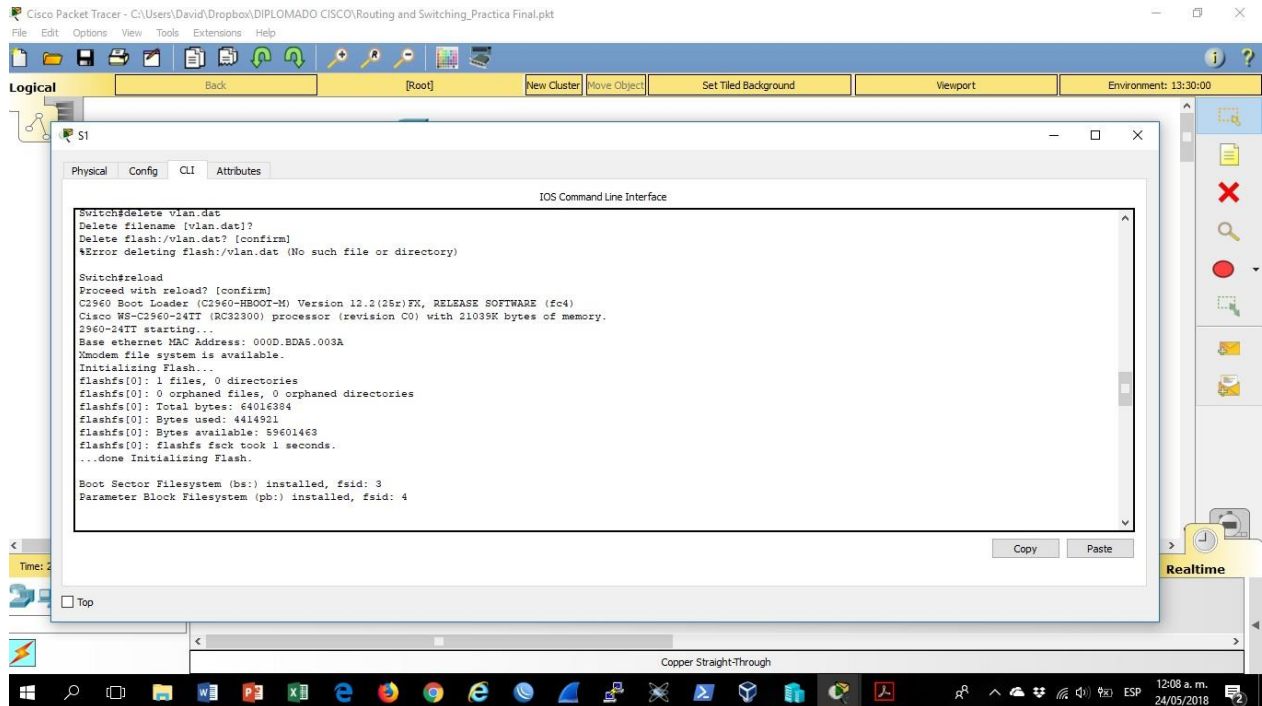 Cisco Packet Tracer - C:\Users\David\Dropbox\DIPLOMADO CISCO\Routing and Switching_Practica Final.pkt
File Edit Options View Tools Extensions Help
Logical
Back
[Root]
New Cluster
Move Object
Set Tiled Background
Viewport
Environment: 13:30:00
S1
Physical Config CLI Attributes
IOS Command Line Interface
Switch#delete vlan.dat
Delete filename [vlan.dat]?
Delete flash:/vlan.dat? [confirm]
%Error deleting flash:/vlan.dat (No such file or directory)
Switch#reload
Proceed with reload? [confirm]
C2960 Boot Loader (C2960-HBOOT-M) Version 12.2(25r)FX, RELEASE SOFTWARE (fc4)
Cisco WS-C2960-24TT (RC32300) processor (revision C0) with 21039K bytes of memory.
2960-24TT starting...
Base ethernet MAC Address: 000D.BDA5.003A
Xmodem file system is available.
Initializing Flash...
flashfs[0]: 1 files, 0 directories
flashfs[0]: 0 orphaned files, 0 orphaned directories
flashfs[0]: Total bytes: 64016384
flashfs[0]: Bytes used: 4414921
flashfs[0]: Bytes available: 59601463
flashfs[0]: flashfs fsck took 1 seconds.
...done Initializing Flash.
Boot Sector Filesystem (bs:) installed, fsid: 3
Parameter Block Filesystem (pb:) installed, fsid: 4
Copy
Paste
Time: 2
Realtime
Top
Copper Straight-Through
ESP
12:08 a. m.
24/05/2018